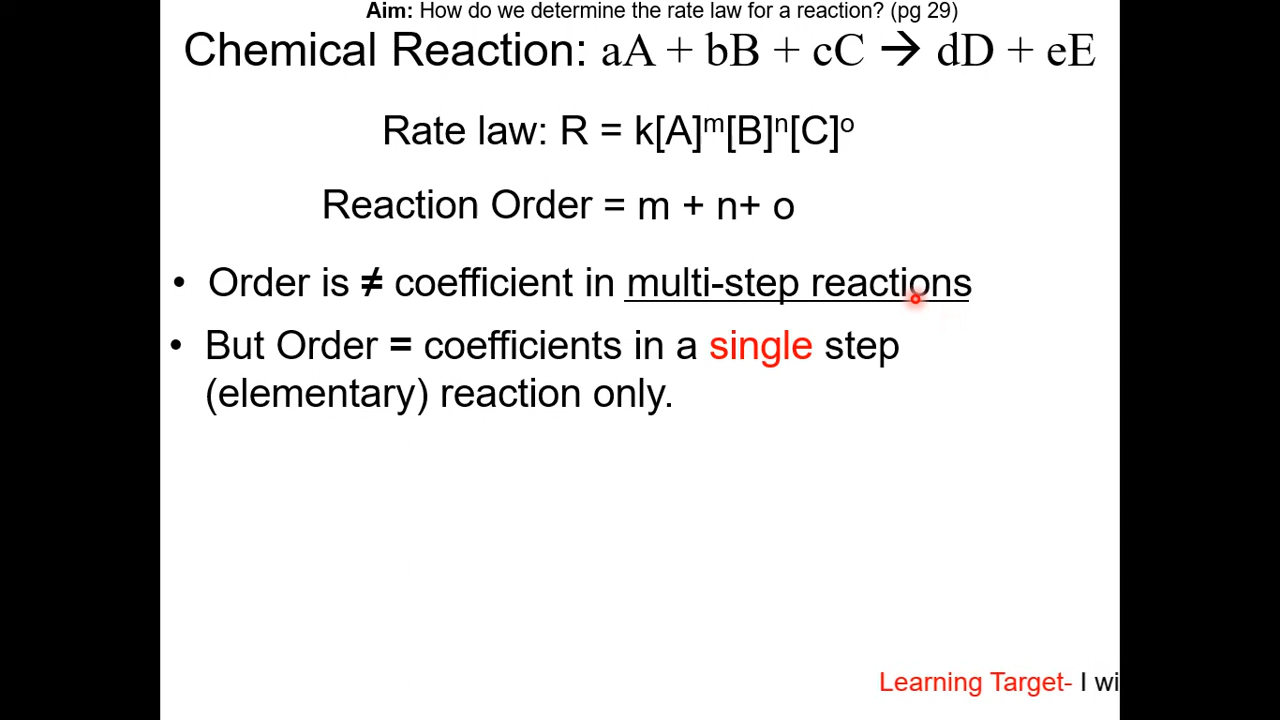 Aim: How do we determine the rate law for a reaction? (pg 29)
Chemical Reaction: aA + bB + cC → dD + eE
Rate law: R = k[A]ᵐ[B]ⁿ[C]ᵒ
Reaction Order = m + n+ o
• Order is ≠ coefficient in multi-step reactions
• But Order = coefficients in a single step
(elementary) reaction only.
Learning Target- I wi